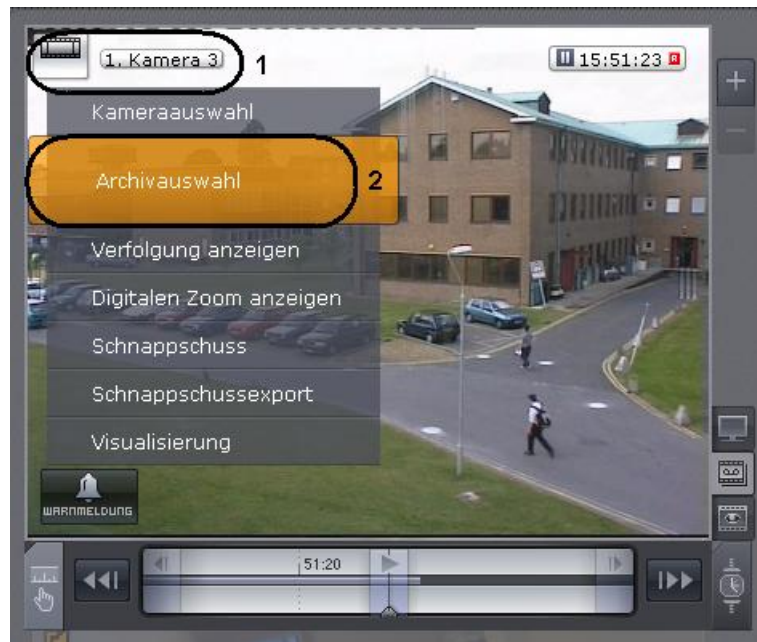 1. Kamera 3
1
15:51:23
R
Kameraauswahl
Archivauswahl
2
Verfolgung anzeigen
Digitalen Zoom anzeigen
Schnappschuss
Schnappschussexport
Visualisierung
WARNMELDUNG
51:20